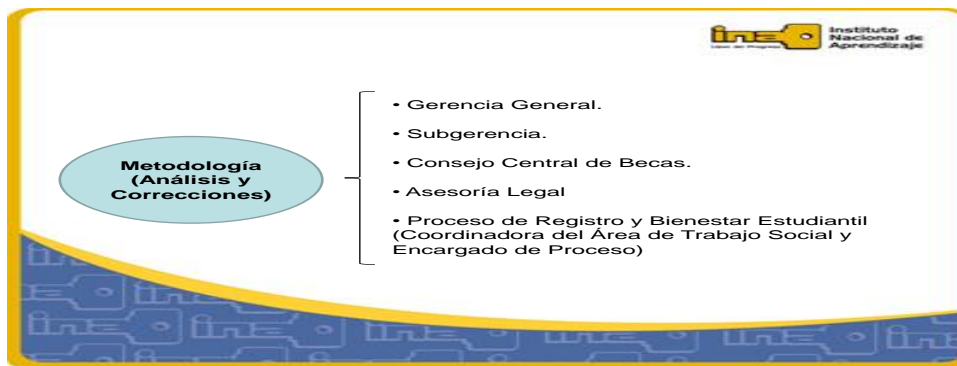 ina
Instituto
Nacional de
Aprendizaje
Metodología
(Análisis y
Correcciones)
• Gerencia General.
• Subgerencia.
• Consejo Central de Becas.
• Asesoría Legal
• Proceso de Registro y Bienestar Estudiantil
(Coordinadora del Área de Trabajo Social y
Encargado de Proceso)